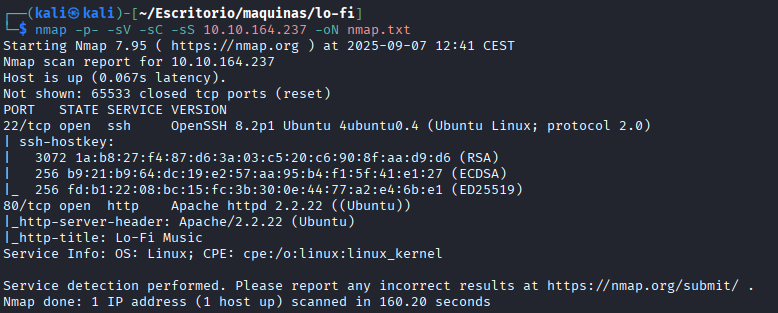 ┌──(kali㉿kali)-[~/Escritorio/maquinas/lo-fi]
└─$ nmap -p- -sV -sC -sS 10.10.164.237 -oN nmap.txt
Starting Nmap 7.95 ( https://nmap.org ) at 2025-09-07 12:41 CEST
Nmap scan report for 10.10.164.237
Host is up (0.067s latency).
Not shown: 65533 closed tcp ports (reset)
PORT   STATE SERVICE VERSION
22/tcp open  ssh     OpenSSH 8.2p1 Ubuntu 4ubuntu0.4 (Ubuntu Linux; protocol 2.0)
| ssh-hostkey:
|   3072 1a:b8:27:f4:87:d6:3a:03:c5:20:c6:90:8f:aa:d9:d6 (RSA)
|   256 b9:21:b9:64:dc:19:e2:57:aa:95:b4:f1:5f:41:e1:27 (ECDSA)
|_  256 fd:b1:22:08:bc:15:fc:3b:30:0e:44:77:a2:e4:6b:e1 (ED25519)
80/tcp open  http    Apache httpd 2.2.22 ((Ubuntu))
|_http-server-header: Apache/2.2.22 (Ubuntu)
|_http-title: Lo-Fi Music
Service Info: OS: Linux; CPE: cpe:/o:linux:linux_kernel

Service detection performed. Please report any incorrect results at https://nmap.org/submit/ .
Nmap done: 1 IP address (1 host up) scanned in 160.20 seconds